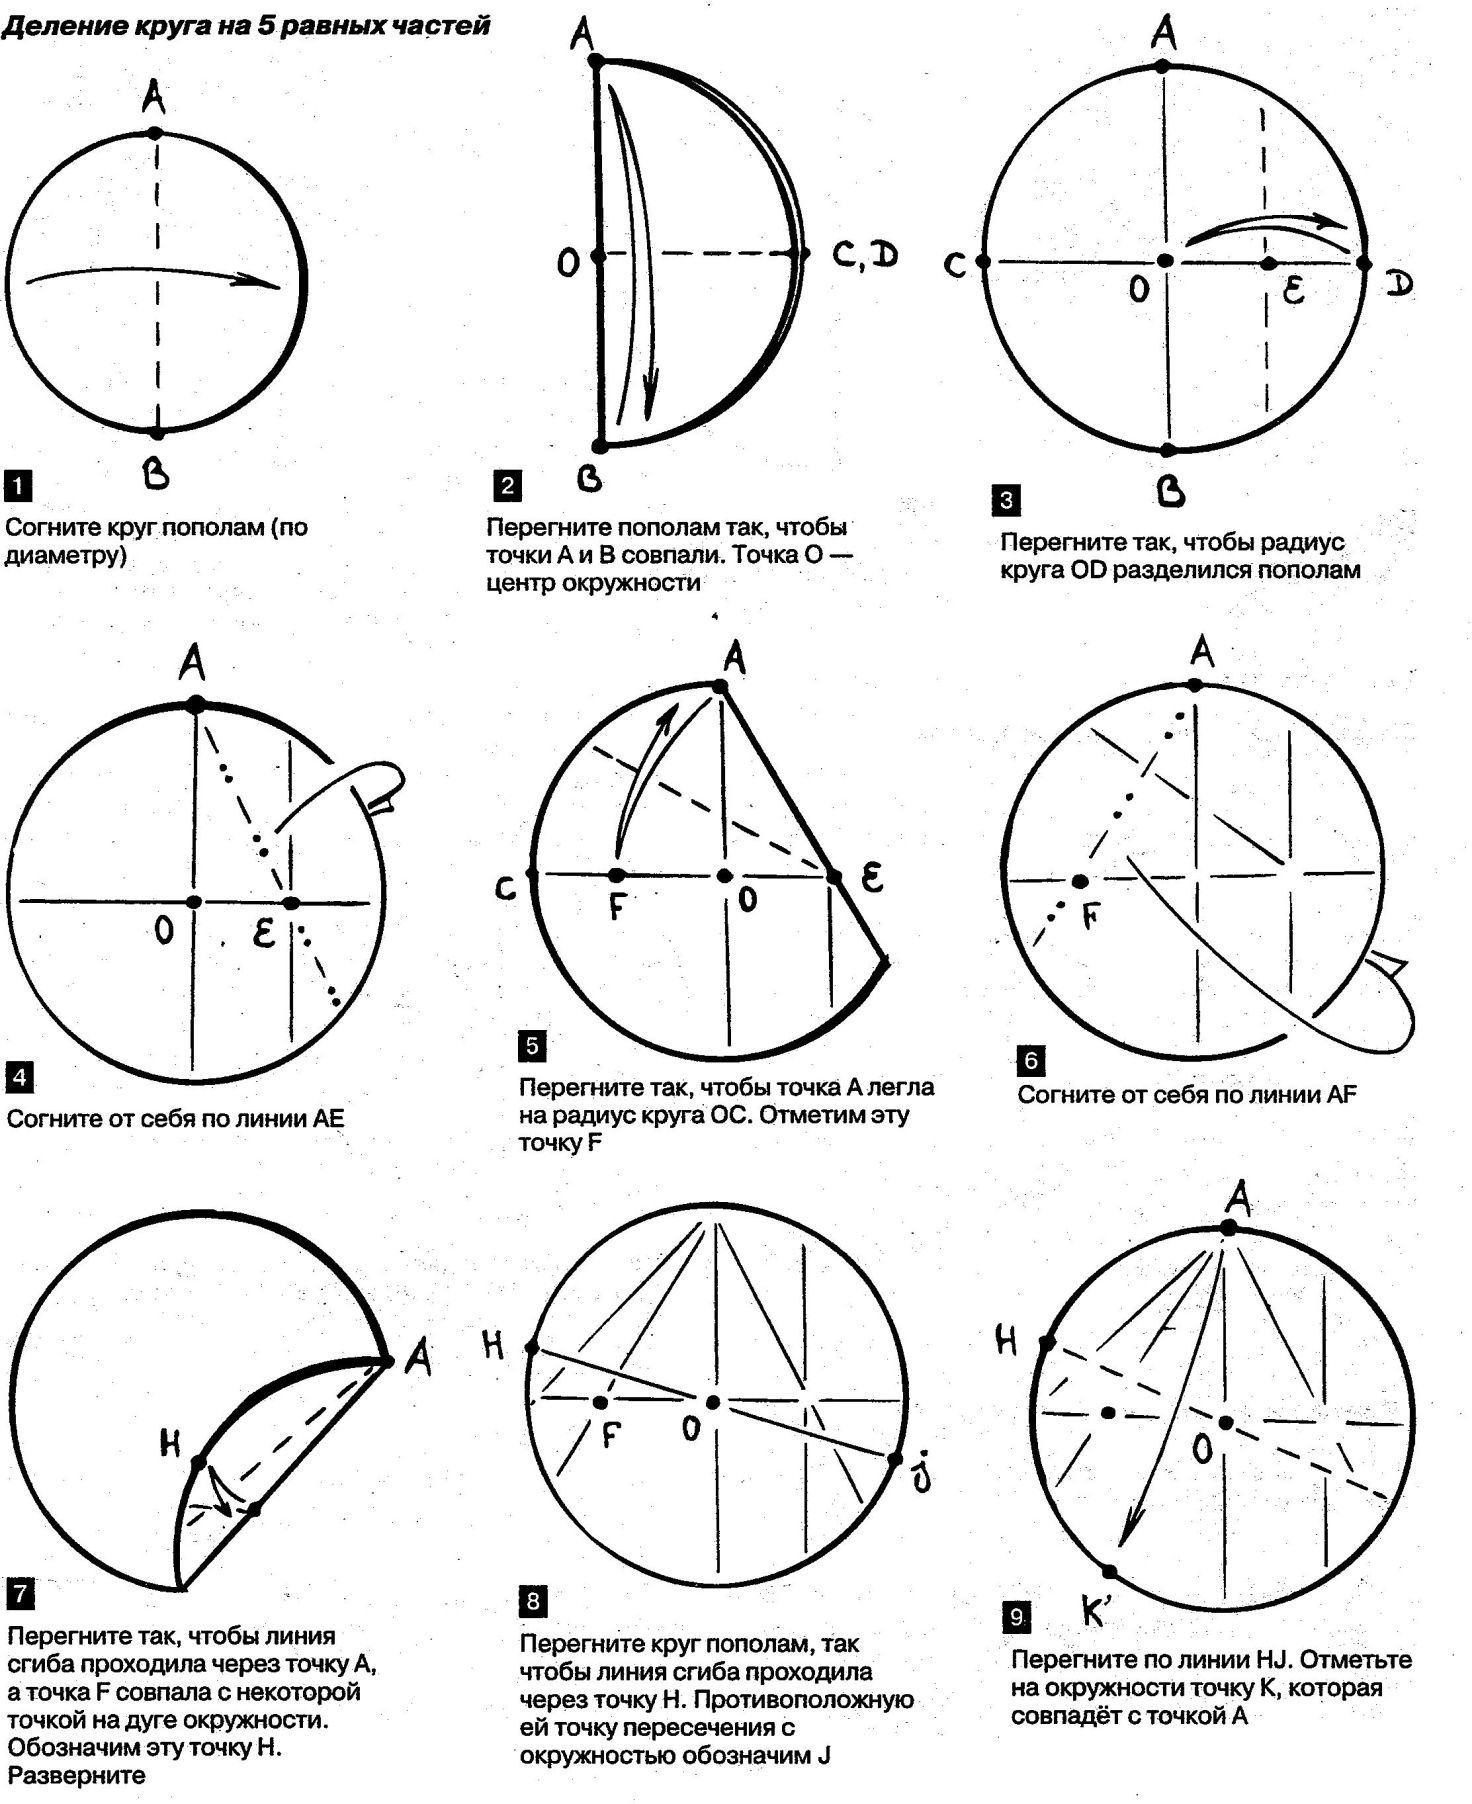 Деление круга на 5 равных частей
A
B
1
Согните круг пополам (по
диаметру)
A
O
C, D
B
2
Перегните пополам так, чтобы
точки А и В совпали. Точка О —
центр окружности
A
C
O
E
D
B
3
Перегните так, чтобы радиус
круга OD разделился пополам
A
O
E
4
Согните от себя по линии АЕ
A
C
F
O
E
5
Перегните так, чтобы точка А легла
на радиус круга ОС. Отметим эту
точку F
A
F
6
Согните от себя по линии AF
A
H
7
Перегните так, чтобы линия
сгиба проходила через точку А,
а точка F совпала с некоторой
точкой на дуге окружности.
Обозначим эту точку Н.
Разверните
H
F
O
j
8
Перегните круг пополам, так
чтобы линия сгиба проходила
через точку Н. Противоположную
ей точку пересечения с
окружностью обозначим J
A
H
O
K'
9
Перегните по линии HJ. Отметьте
на окружности точку К, которая
совпадёт с точкой А